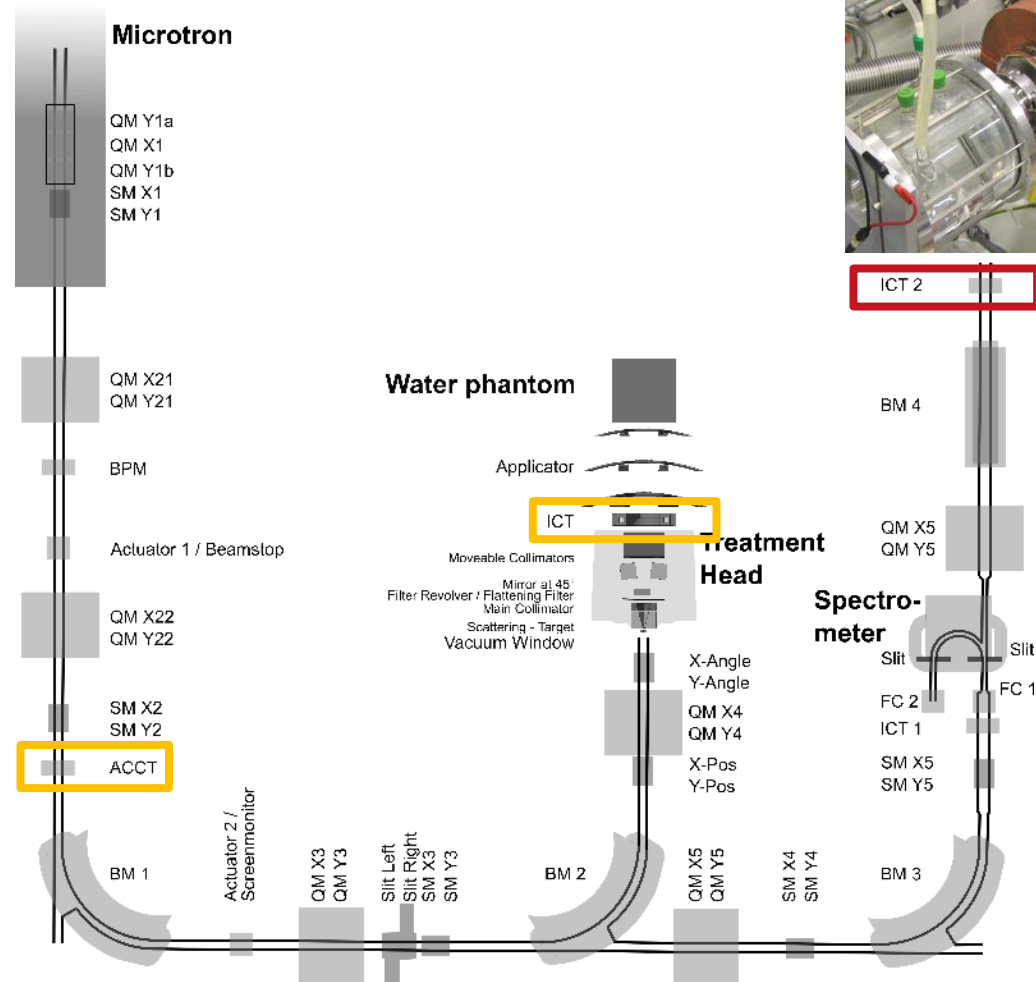 Microtron
QM Y1a
QM X1
QM Y1b
SM X1
SM Y1
QM X21
QM Y21
BPM
Actuator 1 / Beamstop
QM X22
QM Y22
SM X2
SM Y2
ACCT
BM 1
Actuator 2 /
Screenmonitor
QM X3
QM Y3
Slit Left
Slit Right
SM X3
SM Y3
Water phantom
Applicator
ICT
Treatment
Head
Moveable Collimators
Mirror at 45°
Filter Revolver / Flattening Filter
Main Collimator
Scattering - Target
Vacuum Window
X-Angle
Y-Angle
QM X4
QM Y4
X-Pos
Y-Pos
BM 2
QM X5
QM Y5
SM X4
SM Y4
ICT 2
BM 4
QM X5
QM Y5
Spectro-
meter
Slit
Slit
FC 2
FC 1
ICT 1
SM X5
SM Y5
BM 3